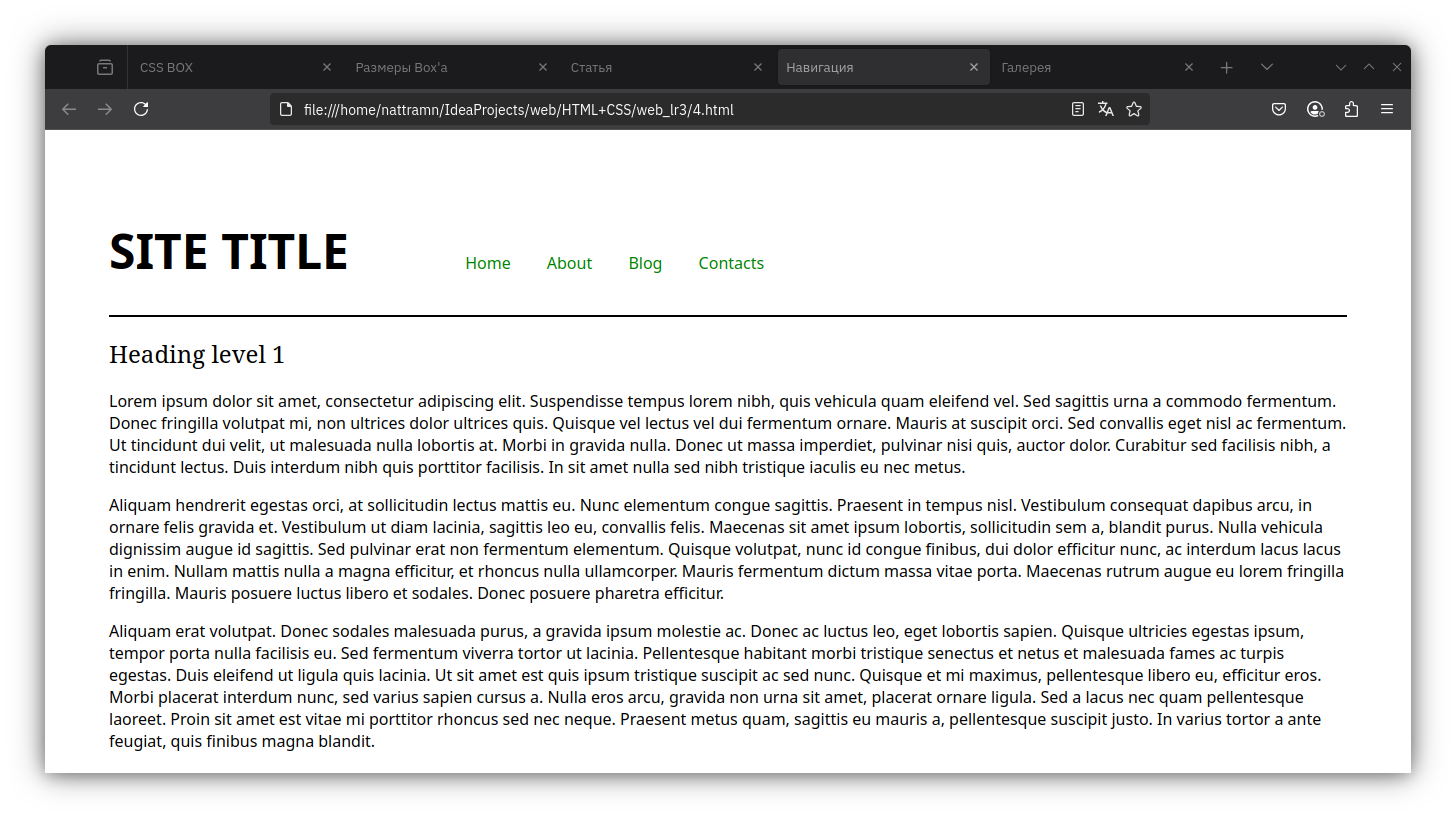 CSS BOX
Размеры Box'a
Статья
Навигация
Галерея
file:///home/nattramn/IdeaProjects/web/HTML+CSS/web_lr3/4.html
SITE TITLE
Home About Blog Contacts
Heading level 1
Lorem ipsum dolor sit amet, consectetur adipiscing elit. Suspendisse tempus lorem nibh, quis vehicula quam eleifend vel. Sed sagittis urna a commodo fermentum.
Donec fringilla volutpat mi, non ultrices dolor ultrices quis. Quisque vel lectus vel dui fermentum ornare. Mauris at suscipit orci. Sed convallis eget nisl ac fermentum.
Ut tincidunt dui velit, ut malesuada nulla lobortis at. Morbi in gravida nulla. Donec ut massa imperdiet, pulvinar nisi quis, auctor dolor. Curabitur sed facilisis nibh, a
tincidunt lectus. Duis interdum nibh quis porttitor facilisis. In sit amet nulla sed nibh tristique iaculis eu nec metus.
Aliquam hendrerit egestas orci, at sollicitudin lectus mattis eu. Nunc elementum congue sagittis. Praesent in tempus nisl. Vestibulum consequat dapibus arcu, in
ornare felis gravida et. Vestibulum ut diam lacinia, sagittis leo eu, convallis felis. Maecenas sit amet ipsum lobortis, sollicitudin sem a, blandit purus. Nulla vehicula
dignissim augue id sagittis. Sed pulvinar erat non fermentum elementum. Quisque volutpat, nunc id congue finibus, dui dolor efficitur nunc, ac interdum lacus lacus
in enim. Nullam mattis nulla a magna efficitur, et rhoncus nulla ullamcorper. Mauris fermentum dictum massa vitae porta. Maecenas rutrum augue eu lorem fringilla
fringilla. Mauris posuere luctus libero et sodales. Donec posuere pharetra efficitur.
Aliquam erat volutpat. Donec sodales malesuada purus, a gravida ipsum molestie ac. Donec ac luctus leo, eget lobortis sapien. Quisque ultricies egestas ipsum,
tempor porta nulla facilisis eu. Sed fermentum viverra tortor ut lacinia. Pellentesque habitant morbi tristique senectus et netus et malesuada fames ac turpis
egestas. Duis eleifend ut ligula quis lacinia. Ut sit amet est quis ipsum tristique suscipit ac sed nunc. Quisque et mi maximus, pellentesque libero eu, efficitur eros.
Morbi placerat interdum nunc, sed varius sapien cursus a. Nulla eros arcu, gravida non urna sit amet, placerat ornare ligula. Sed a lacus nec quam pellentesque
laoreet. Proin sit amet est vitae mi porttitor rhoncus sed nec neque. Praesent metus quam, sagittis eu mauris a, pellentesque suscipit justo. In varius tortor a ante
feugiat, quis finibus magna blandit.